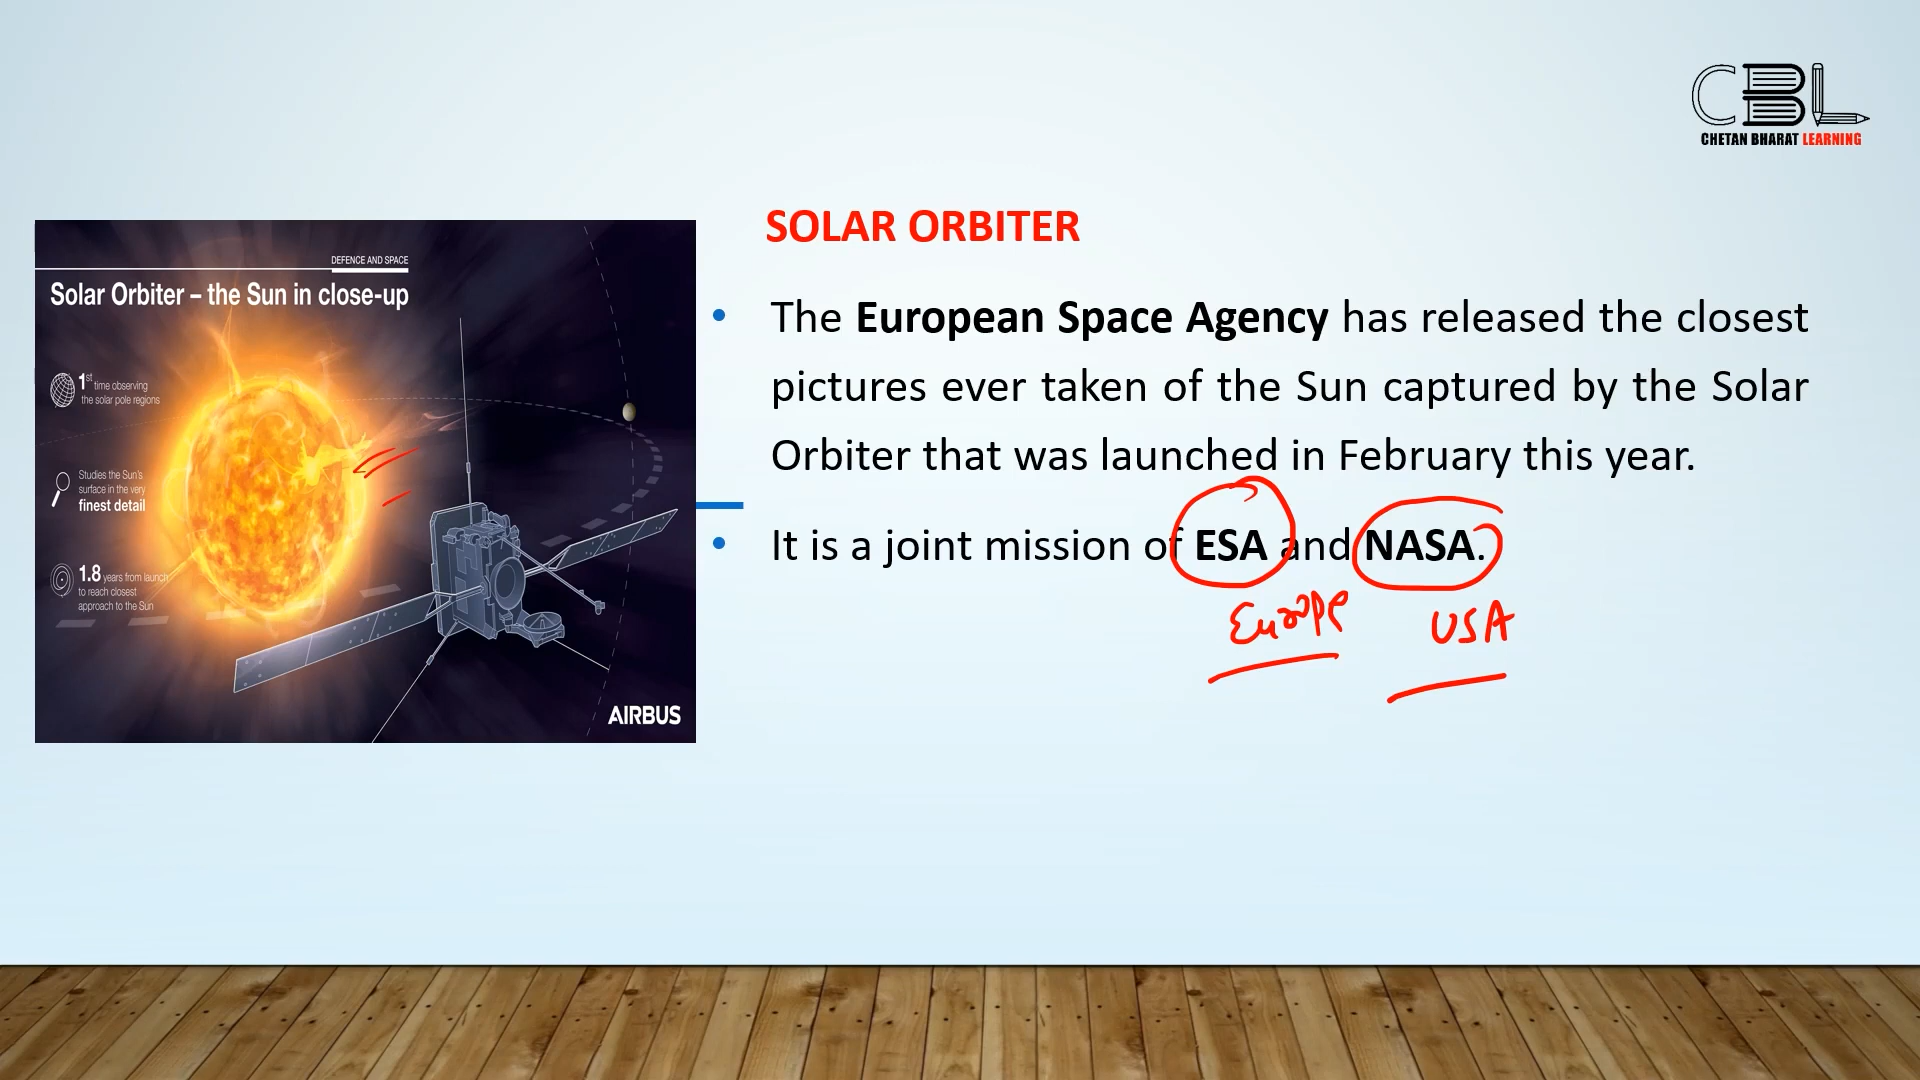 CBL
CHETAN BHARAT LEARNING
DEFENCE AND SPACE
Solar Orbiter – the Sun in close-up
1st time observing
the solar pole regions
Studies the Sun's
surface in the very
finest detail
1.8 years from launch
to reach closest
approach to the Sun
AIRBUS
SOLAR ORBITER
• The European Space Agency has released the closest
pictures ever taken of the Sun captured by the Solar
Orbiter that was launched in February this year.
• It is a joint mission of ESA and NASA.
Europe USA